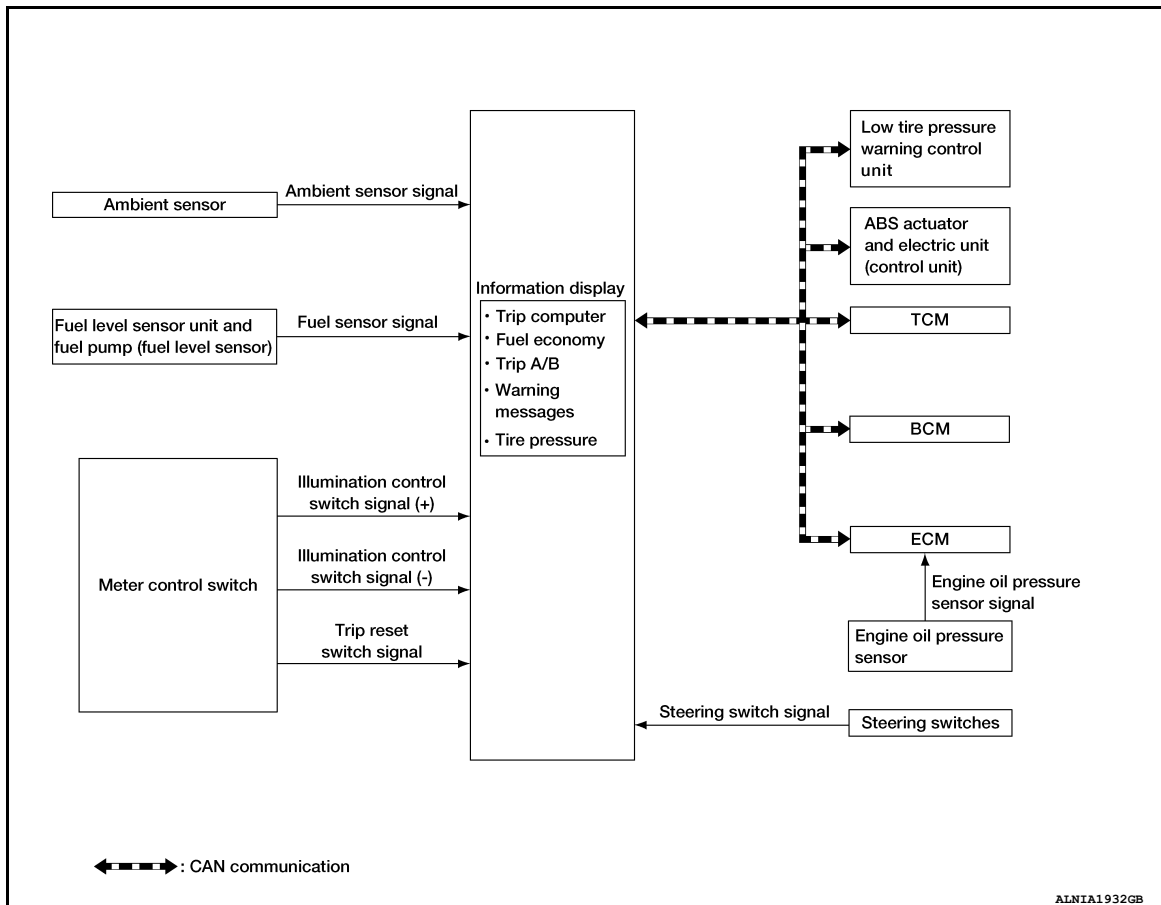 Ambient sensor
Ambient sensor signal
Fuel level sensor unit and
fuel pump (fuel level sensor)
Fuel sensor signal
Meter control switch
Illumination control
switch signal (+)
Illumination control
switch signal (-)
Trip reset
switch signal
Information display
• Trip computer
• Fuel economy
• Trip A/B
• Warning
messages
• Tire pressure
Low tire pressure
warning control
unit
ABS actuator
and electric unit
(control unit)
TCM
BCM
ECM
Engine oil pressure
sensor signal
Engine oil pressure
sensor
Steering switch signal
Steering switches
: CAN communication
ALNIA1932GB